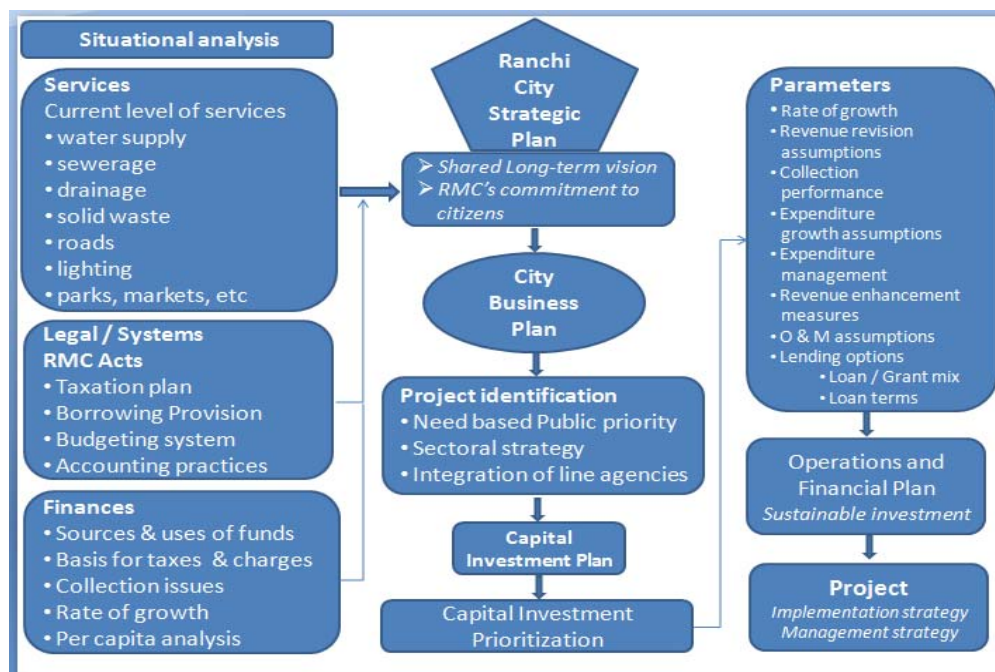 Situational analysis
Services
Current level of services
• water supply
• sewerage
• drainage
• solid waste
• roads
• lighting
• parks, markets, etc
Legal / Systems
RMC Acts
• Taxation plan
• Borrowing Provision
• Budgeting system
• Accounting practices
Finances
• Sources & uses of funds
• Basis for taxes & charges
• Collection issues
• Rate of growth
• Per capita analysis
Ranchi
City
Strategic
Plan
➢ Shared Long-term vision
➢ RMC's commitment to
citizens
City
Business
Plan
Project identification
• Need based Public priority
• Sectoral strategy
• Integration of line agencies
Capital
Investment Plan
Capital Investment
Prioritization
Parameters
• Rate of growth
• Revenue revision
assumptions
• Collection
performance
• Expenditure
growth assumptions
• Expenditure
management
• Revenue enhancement
measures
• O & M assumptions
• Lending options
• Loan / Grant mix
• Loan terms
Operations and
Financial Plan
Sustainable investment
Project
Implementation strategy
Management strategy